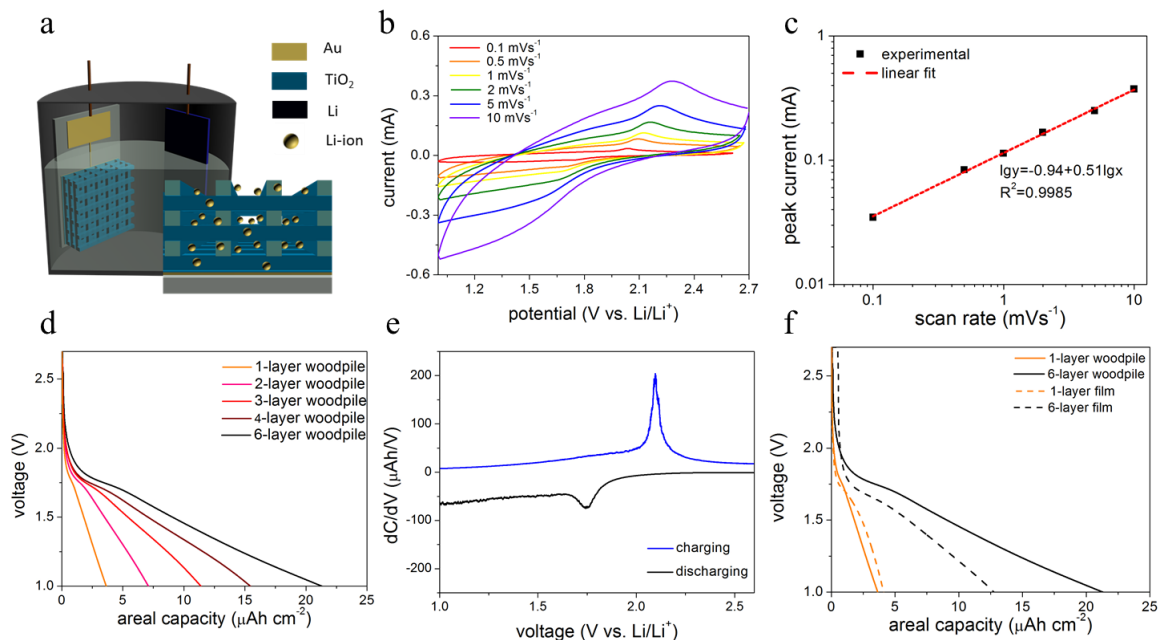 a
Au
TiO₂
Li
Li-ion
b
0.1 mVs⁻¹
0.5 mVs⁻¹
1 mVs⁻¹
2 mVs⁻¹
5 mVs⁻¹
10 mVs⁻¹
current (mA)
0.6
0.3
0.0
-0.3
-0.6
1.2 1.5 1.8 2.1 2.4 2.7
potential (V vs. Li/Li⁺)
c
experimental
linear fit
peak current (mA)
1
0.1
0.01
lgy=-0.94+0.51lgx
R²=0.9985
0.1 1 10
scan rate (mVs⁻¹)
d
1-layer woodpile
2-layer woodpile
3-layer woodpile
4-layer woodpile
6-layer woodpile
voltage (V)
2.5
2.0
1.5
1.0
0 5 10 15 20 25
areal capacity (μAh cm⁻²)
e
dC/dV (μAh/V)
200
100
0
-100
-200
charging
discharging
1.0 1.5 2.0 2.5
voltage (V vs. Li/Li⁺)
f
1-layer woodpile
6-layer woodpile
1-layer film
6-layer film
voltage (V)
2.5
2.0
1.5
1.0
0 5 10 15 20 25
areal capacity (μAh cm⁻²)